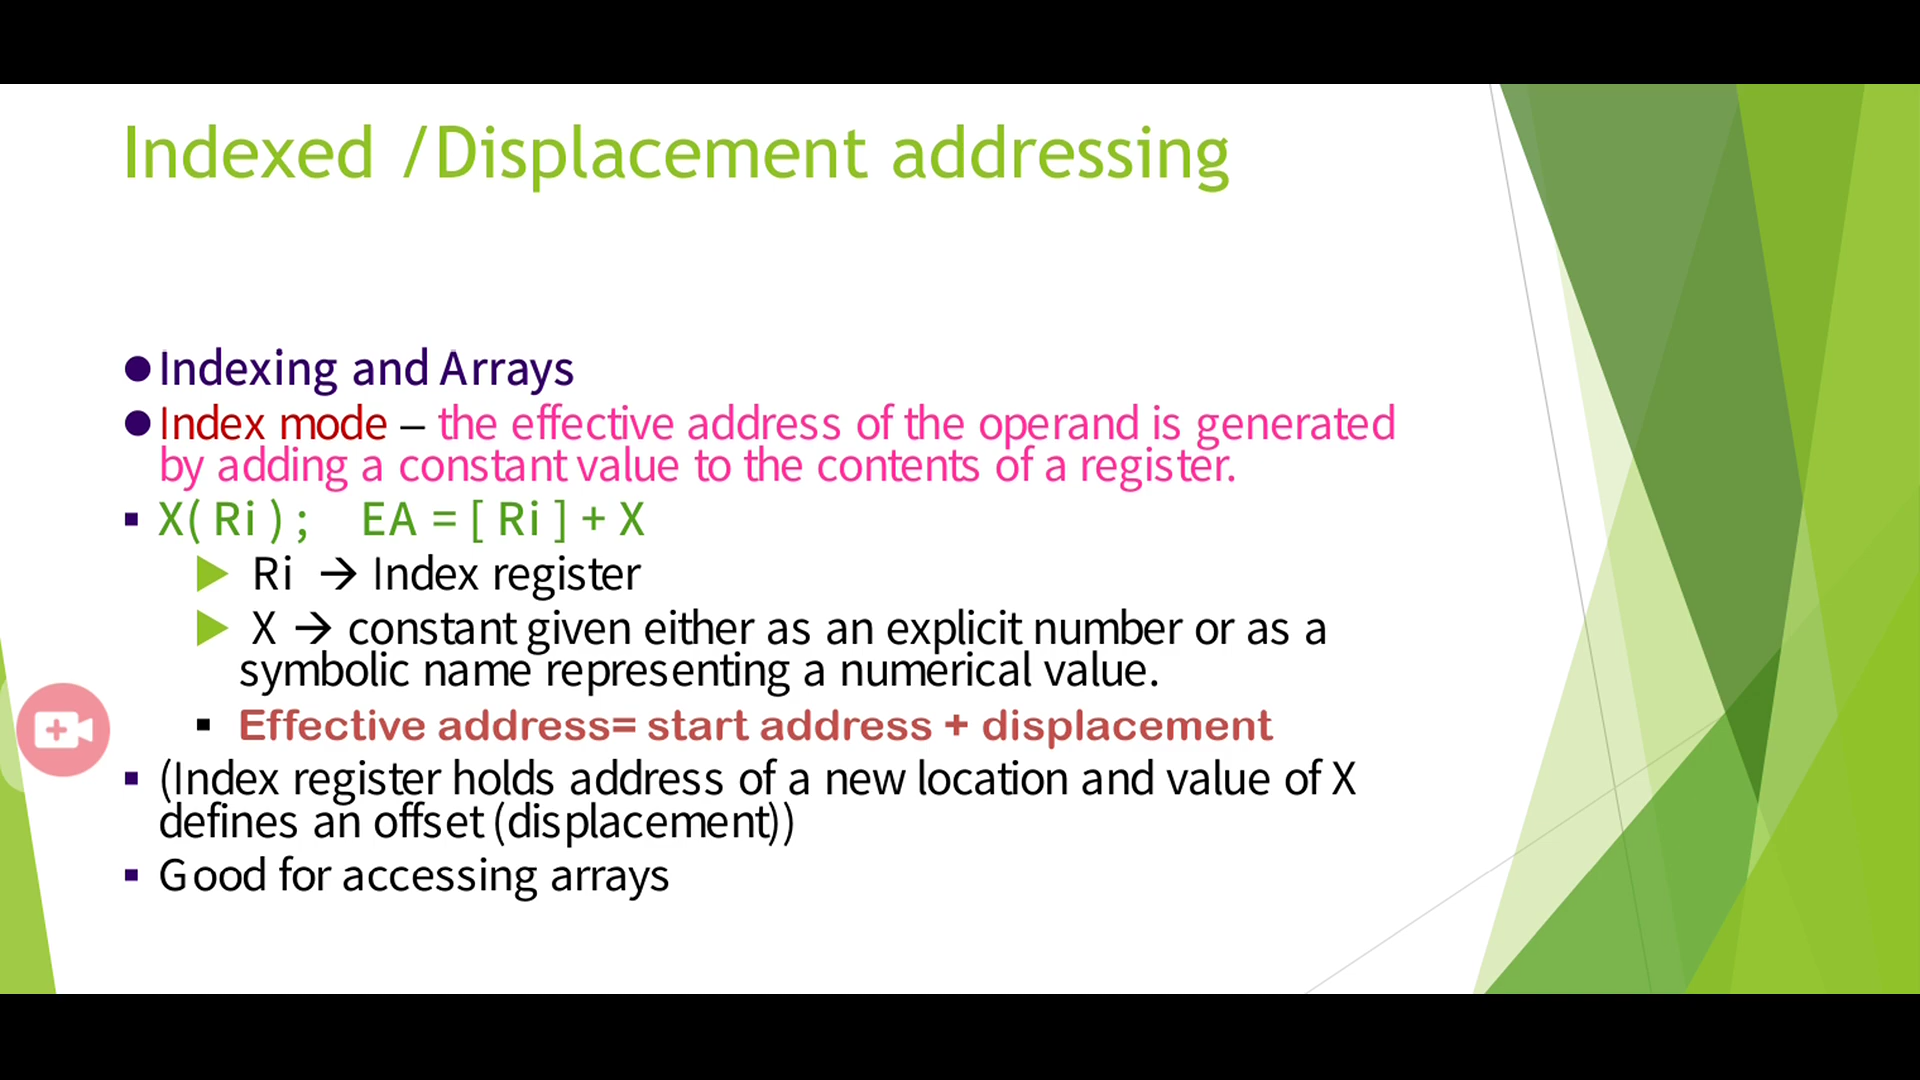 Indexed /Displacement addressing
Indexing and Arrays
Index mode – the effective address of the operand is generated
by adding a constant value to the contents of a register.
X( Ri ) ; EA = [ Ri ] + X
Ri → Index register
X → constant given either as an explicit number or as a
symbolic name representing a numerical value.
Effective address= start address + displacement
(Index register holds address of a new location and value of X
defines an offset (displacement))
Good for accessing arrays